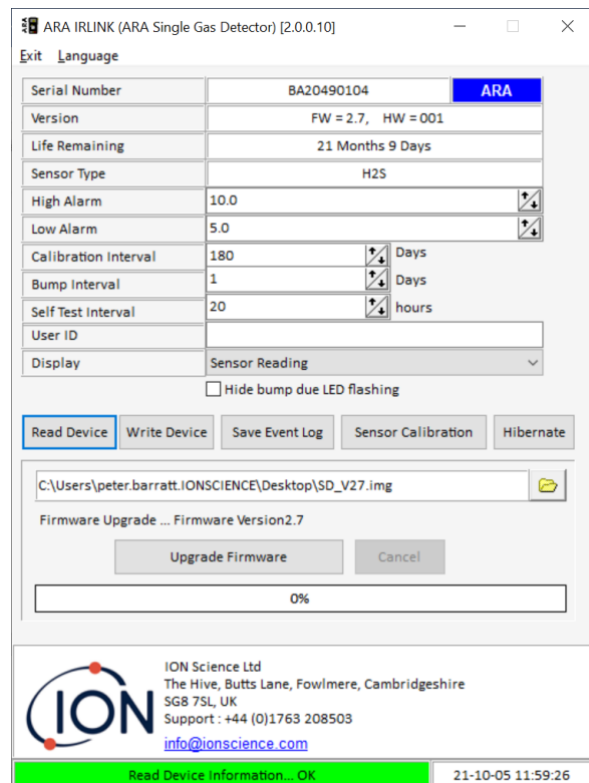 ARA IRLINK (ARA Single Gas Detector) [2.0.0.10]
Exit Language
Serial Number BA20490104 ARA
Version FW = 2.7, HW = 001
Life Remaining 21 Months 9 Days
Sensor Type H2S
High Alarm 10.0
Low Alarm 5.0
Calibration Interval 180 Days
Bump Interval 1 Days
Self Test Interval 20 hours
User ID
Display Sensor Reading
Hide bump due LED flashing
Read Device Write Device Save Event Log Sensor Calibration Hibernate
C:\Users\peter.barratt.IONSCIENCE\Desktop\SD_V27.img
Firmware Upgrade ... Firmware Version2.7
Upgrade Firmware Cancel
0%
ION
ION Science Ltd
The Hive, Butts Lane, Fowlmere, Cambridgeshire
SG8 7SL, UK
Support : +44 (0)1763 208503
info@ionscience.com
Read Device Information... OK 21-10-05 11:59:26